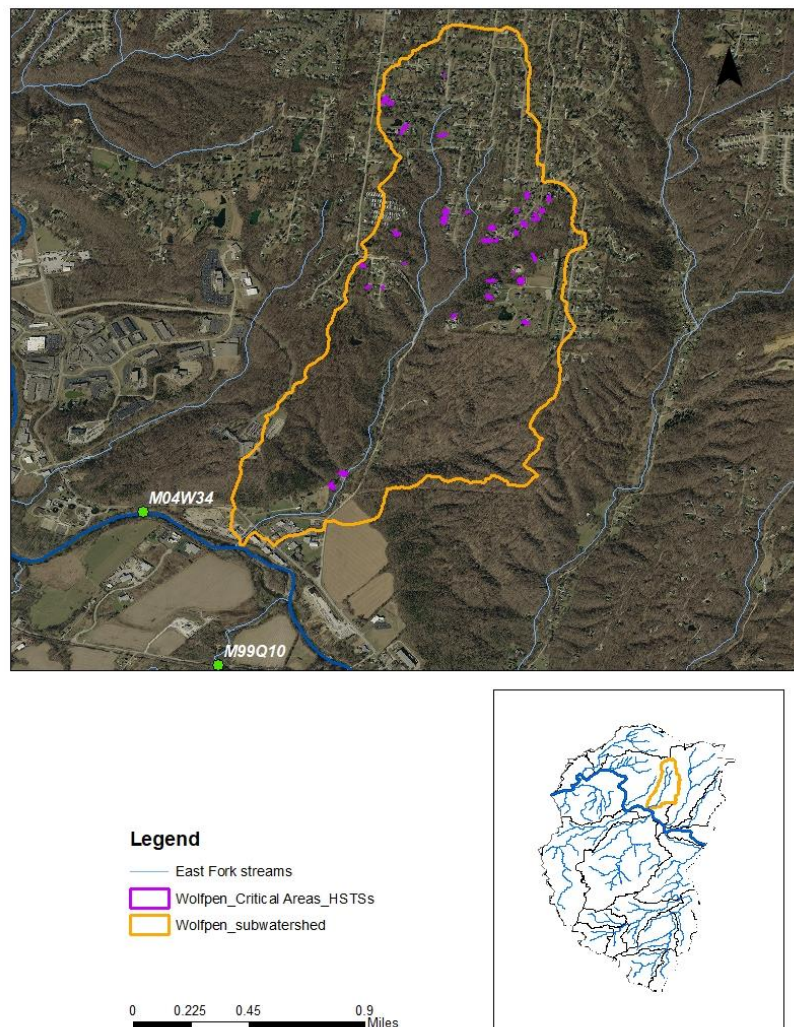 M04W34
M99Q10
Legend
East Fork streams
Wolfpen_Critical Areas_HSTSs
Wolfpen_subwatershed
0 0.225 0.45 0.9
Miles